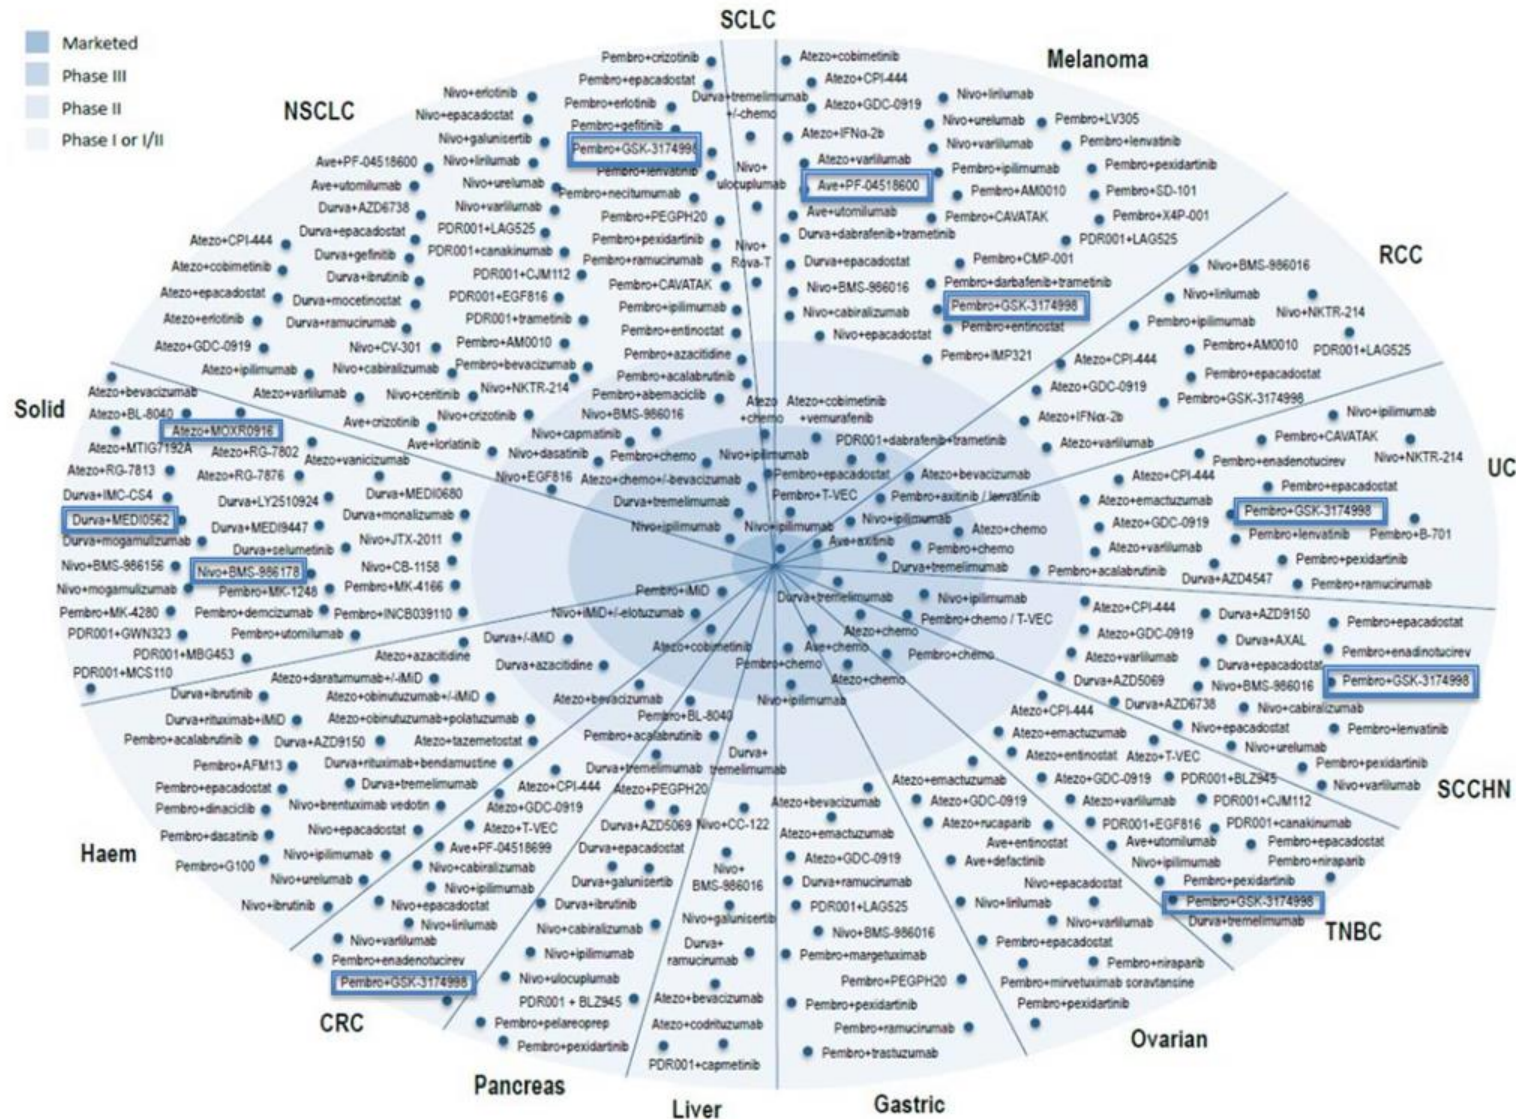 SCLC
Marketed
Phase III
Phase II
Phase I or I/II
NSCLC
Pembro+crizotinib
Pembro+epacadostat
Nivo+erlotinib
Pembro+erlotinib
Nivo+epacadostat
Pembro+gefitinib
Nivo+galunisertib
Pembro+GSK-3174998
Ave+PF-04518600
Nivo+lirilumab
Pembro+lenvatinib
Ave+utomilumab
Nivo+urelumab
Pembro+necitumumab
Durva+AZD6738
Nivo+varlilumab
Pembro+PEGPH20
Durva+epacadostat
PDR001+LAG525
Pembro+pexidartinib
Atezo+CPI-444
Durva+gefinitib
PDR001+canakinumab
Pembro+ramucirumab
Atezo+cobimetinib
Durva+ibrutinib
PDR001+CJM112
Pembro+CAVATAK
Atezo+epacadostat
Durva+mocetinostat
PDR001+EGF816
Pembro+ipilimumab
Atezo+erlotinib
Durva+ramucirumab
PDR001+trametinib
Pembro+entinostat
Atezo+GDC-0919
Nivo+CV-301
Pembro+AM0010
Pembro+azacitidine
Atezo+ipilimumab
Nivo+cabiralizumab
Pembro+bevacizumab
Pembro+acalabrutinib
Atezo+varlilumab
Nivo+ceritinib
Nivo+NKTR-214
Pembro+abemaciclib
Ave+crizotinib
Nivo+crizotinib
Nivo+BMS-986016
Ave+lorlatinib
Nivo+capmatinib
Nivo+dasatinib
Pembro+chemo
Nivo+EGF816
Atezo+chemo+/-bevacizumab
Durva+tremelimumab
Nivo+ipilimumab
Durva+tremelimumab
+/-chemo
Nivo+
ulocuplumab
Nivo+
Rova-T
Atezo
+chemo
Nivo+ipilimumab
Melanoma
Atezo+cobimetinib
Atezo+CPI-444
Atezo+GDC-0919
Nivo+lirilumab
Atezo+IFNα-2b
Nivo+urelumab
Pembro+LV305
Atezo+varlilumab
Nivo+varlilumab
Pembro+lenvatinib
Ave+PF-04518600
Pembro+ipilimumab
Pembro+pexidartinib
Ave+utomilumab
Pembro+AM0010
Pembro+SD-101
Durva+dabrafenib+trametinib
Pembro+CAVATAK
Pembro+X4P-001
Durva+epacadostat
Pembro+CMP-001
PDR001+LAG525
Nivo+BMS-986016
Pembro+darbafenib+trametinib
Nivo+cabiralizumab
Pembro+GSK-3174998
Nivo+epacadostat
Pembro+entinostat
Pembro+IMP321
Atezo+cobimetinib
+vemurafenib
PDR001+dabrafenib+trametinib
Pembro+epacadostat
Pembro+T-VEC
Nivo+ipilimumab
RCC
Nivo+BMS-986016
Nivo+lirilumab
Nivo+NKTR-214
Pembro+ipilimumab
Pembro+AM0010
PDR001+LAG525
Atezo+CPI-444
Pembro+epacadostat
Atezo+GDC-0919
Pembro+GSK-3174998
Atezo+IFNα-2b
Atezo+varlilumab
Atezo+bevacizumab
Pembro+axitinib / lenvatinib
Nivo+ipilimumab
Ave+axitinib
UC
Nivo+ipilimumab
Pembro+CAVATAK
Nivo+NKTR-214
Pembro+enadenotucirev
Atezo+CPI-444
Pembro+epacadostat
Atezo+emactuzumab
Pembro+GSK-3174998
Atezo+GDC-0919
Pembro+B-701
Pembro+lenvatinib
Atezo+varlilumab
Pembro+pexidartinib
Pembro+acalabrutinib
Durva+AZD4547
Pembro+ramucirumab
Atezo+chemo
Pembro+chemo
Durva+tremelimumab
SCCHN
Durva+tremelimumab
Nivo+ipilimumab
Pembro+chemo / T-VEC
Atezo+CPI-444
Durva+AZD9150
Pembro+epacadostat
Atezo+GDC-0919
Durva+AXAL
Pembro+enadinotucirev
Atezo+varlilumab
Durva+epacadostat
Durva+AZD5069
Nivo+BMS-986016
Pembro+GSK-3174998
Durva+AZD6738
Nivo+cabiralizumab
Nivo+epacadostat
Pembro+lenvatinib
Nivo+urelumab
Pembro+pexidartinib
Nivo+varlilumab
TNBC
Atezo+chemo
Pembro+chemo
Atezo+CPI-444
Atezo+emactuzumab
Atezo+entinostat
Atezo+T-VEC
Atezo+GDC-0919
PDR001+BLZ945
Atezo+varlilumab
PDR001+CJM112
PDR001+EGF816
PDR001+canakinumab
Ave+utomilumab
Pembro+epacadostat
Nivo+ipilimumab
Pembro+niraparib
Pembro+pexidartinib
Pembro+GSK-3174998
Durva+tremelimumab
Ovarian
Ave+chemo
Atezo+chemo
Atezo+emactuzumab
Atezo+GDC-0919
Atezo+rucaparib
Ave+entinostat
Ave+defactinib
Nivo+epacadostat
Nivo+lirilumab
Nivo+varlilumab
Pembro+epacadostat
Pembro+niraparib
Pembro+mirvetuximab soravtansine
Pembro+pexidartinib
Gastric
Pembro+chemo
Nivo+ipilimumab
Atezo+bevacizumab
Atezo+emactuzumab
Atezo+GDC-0919
Durva+ramucirumab
PDR001+LAG525
Nivo+BMS-986016
Pembro+margetuximab
Pembro+PEGPH20
Pembro+pexidartinib
Pembro+ramucirumab
Pembro+trastuzumab
Liver
Durva+
tremelimumab
Nivo+CC-122
Nivo+
BMS-986016
Nivo+galunisertib
Durva+
ramucirumab
Atezo+bevacizumab
Atezo+codrituzumab
PDR001+capmetinib
Pancreas
Pembro+BL-8040
Pembro+acalabrutinib
Durva+tremelimumab
Atezo+PEGPH20
Durva+AZD5069
Durva+epacadostat
Durva+galunisertib
Durva+ibrutinib
Nivo+cabiralizumab
Nivo+ipilimumab
Nivo+ulocuplumab
PDR001 + BLZ945
Pembro+pelareoprep
Pembro+pexidartinib
CRC
Atezo+cobimetinib
Atezo+bevacizumab
Atezo+CPI-444
Atezo+GDC-0919
Atezo+T-VEC
Ave+PF-04518699
Nivo+cabiralizumab
Nivo+ipilimumab
Nivo+epacadostat
Nivo+lirilumab
Nivo+varlilumab
Pembro+enadenotucirev
Pembro+GSK-3174998
Haem
Pembro+iMiD
Nivo+iMiD+/-elotuzumab
Durva+/-iMiD
Durva+azacitidine
Atezo+azacitidine
Atezo+daratumumab+/-iMiD
Durva+ibrutinib
Atezo+obinutuzumab+/-iMiD
Durva+rituximab+iMiD
Atezo+obinutuzumab+polatuzumab
Pembro+acalabrutinib
Durva+AZD9150
Atezo+tazemetostat
Pembro+AFM13
Durva+rituximab+bendamustine
Pembro+epacadostat
Durva+tremelimumab
Pembro+dinaciclib
Nivo+brentuximab vedotin
Pembro+dasatinib
Nivo+epacadostat
Pembro+G100
Nivo+ipilimumab
Nivo+urelumab
Nivo+ibrutinib
Solid
Atezo+bevacizumab
Atezo+BL-8040
Atezo+MOXR0916
Atezo+MTIG7192A
Atezo+RG-7802
Atezo+vanicizumab
Atezo+RG-7813
Atezo+RG-7876
Durva+MEDI0680
Durva+IMC-CS4
Durva+LY2510924
Durva+monalizumab
Durva+MEDI0562
Durva+MEDI9447
Durva+mogamulizumab
Durva+selumetinib
Nivo+JTX-2011
Nivo+BMS-986156
Nivo+BMS-986178
Nivo+CB-1158
Nivo+mogamulizumab
Pembro+MK-1248
Pembro+MK-4166
Pembro+MK-4280
Pembro+demcizumab
Pembro+INCB039110
PDR001+GWN323
Pembro+utomilumab
PDR001+MBG453
PDR001+MCS110